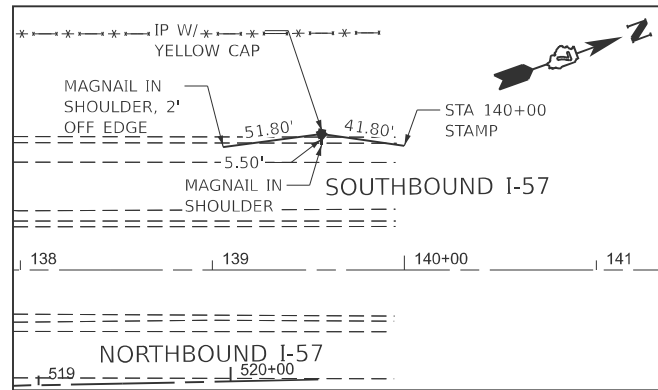 IP W/
YELLOW CAP
N
MAGNAIL IN
SHOULDER, 2'
OFF EDGE
51.80'
41.80'
STA 140+00
STAMP
5.50'
MAGNAIL IN
SHOULDER
SOUTHBOUND I-57
138
139
140+00
141
NORTHBOUND I-57
519
520+00